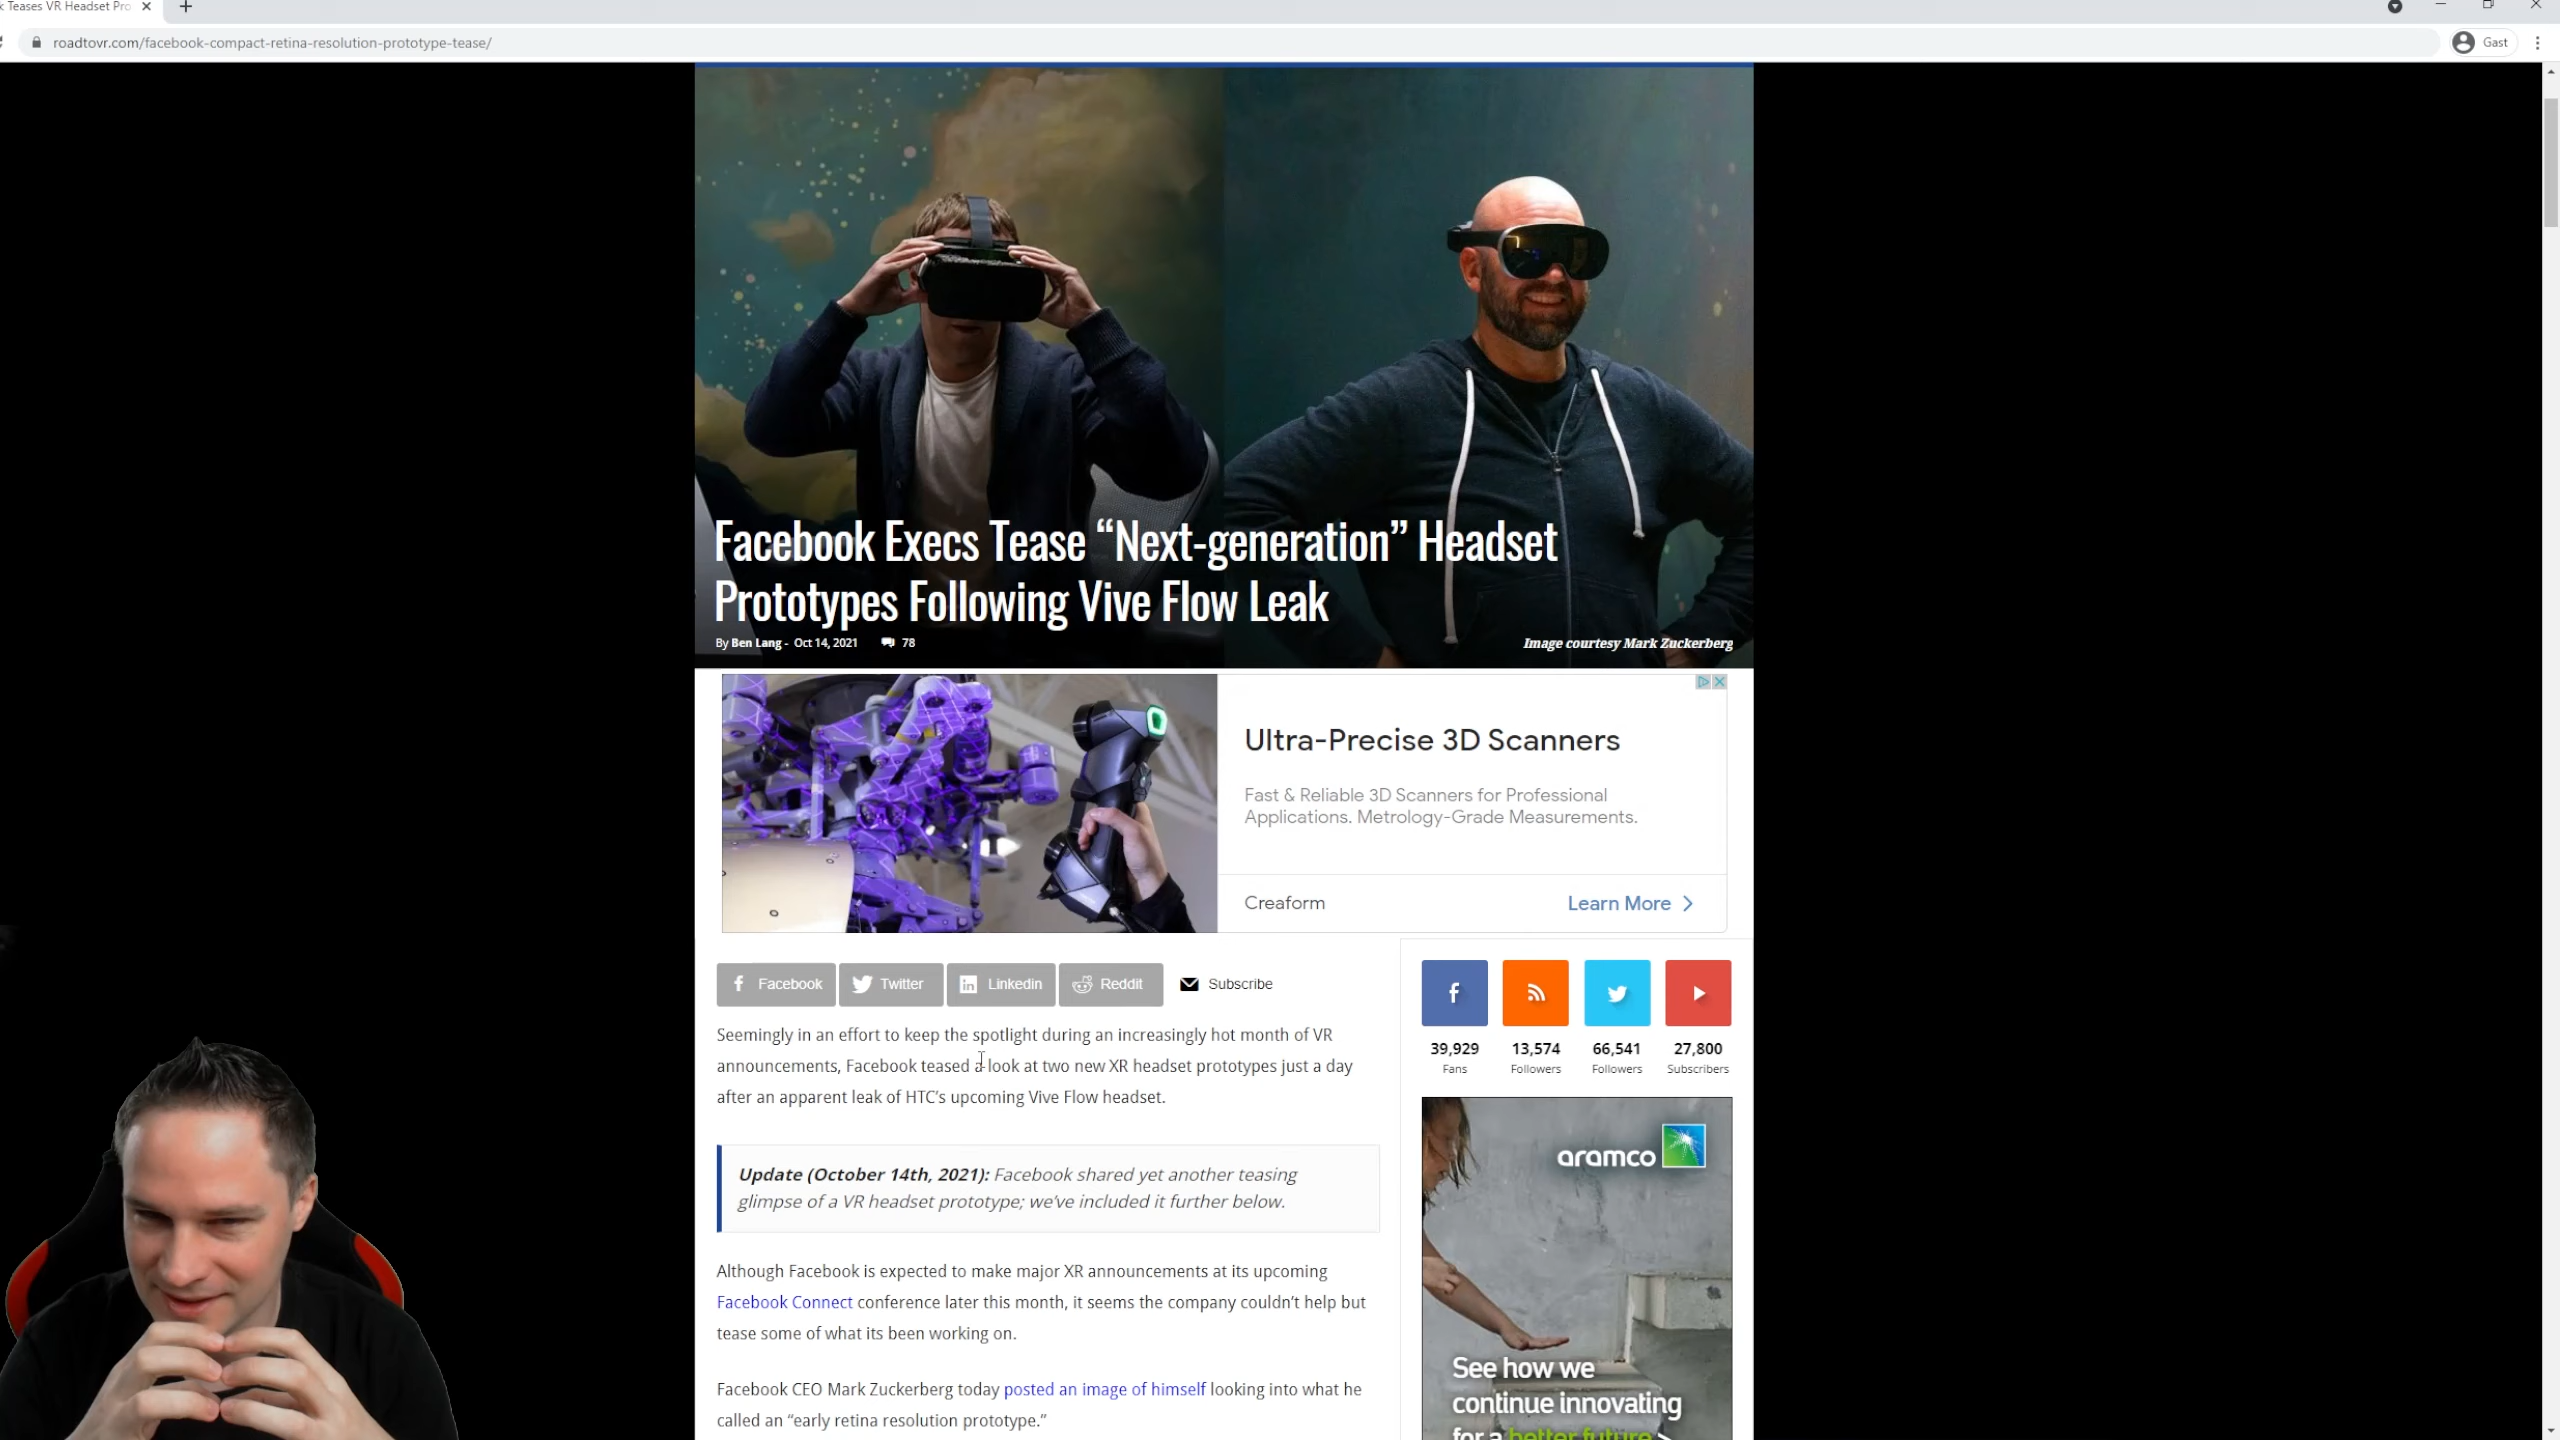 k Teases VR Headset Pro
roadtovr.com/facebook-compact-retina-resolution-prototype-tease/
Gast
Facebook Execs Tease “Next-generation” Headset
Prototypes Following Vive Flow Leak
By Ben Lang - Oct 14, 2021 78
Image courtesy Mark Zuckerberg
Ultra-Precise 3D Scanners
Fast & Reliable 3D Scanners for Professional
Applications. Metrology-Grade Measurements.
Creaform
Learn More
Facebook
Twitter
Linkedin
Reddit
Subscribe
Seemingly in an effort to keep the spotlight during an increasingly hot month of VR
announcements, Facebook teased a look at two new XR headset prototypes just a day
after an apparent leak of HTC’s upcoming Vive Flow headset.
Update (October 14th, 2021): Facebook shared yet another teasing
glimpse of a VR headset prototype; we’ve included it further below.
Although Facebook is expected to make major XR announcements at its upcoming
Facebook Connect conference later this month, it seems the company couldn’t help but
tease some of what its been working on.
Facebook CEO Mark Zuckerberg today posted an image of himself looking into what he
called an “early retina resolution prototype.”
39,929
Fans
13,574
Followers
66,541
Followers
27,800
Subscribers
aramco
See how we
continue innovating
for a better future >